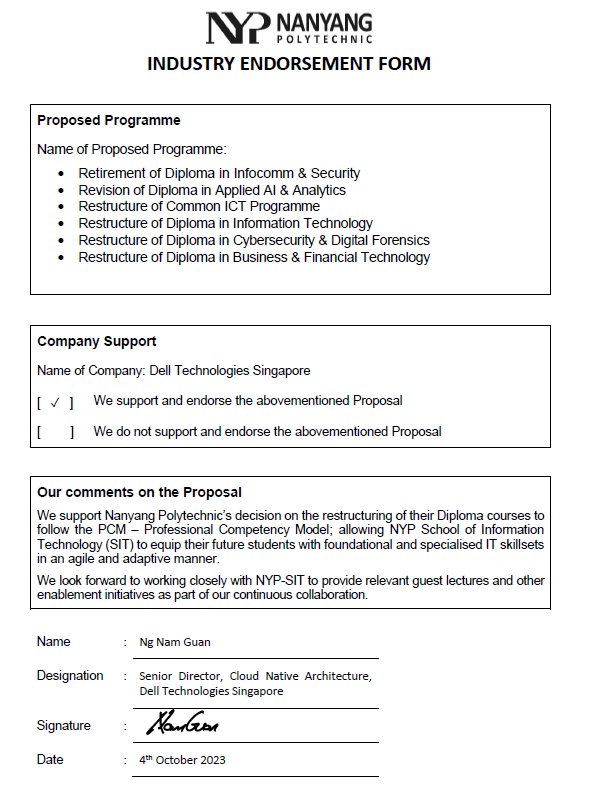 NYP NANYANG
POLYTECHNIC
INDUSTRY ENDORSEMENT FORM
Proposed Programme
Name of Proposed Programme:
• Retirement of Diploma in Infocomm & Security
• Revision of Diploma in Applied AI & Analytics
• Restructure of Common ICT Programme
• Restructure of Diploma in Information Technology
• Restructure of Diploma in Cybersecurity & Digital Forensics
• Restructure of Diploma in Business & Financial Technology
Company Support
Name of Company: Dell Technologies Singapore
[ ✓ ] We support and endorse the abovementioned Proposal
[ ] We do not support and endorse the abovementioned Proposal
Our comments on the Proposal
We support Nanyang Polytechnic's decision on the restructuring of their Diploma courses to
follow the PCM – Professional Competency Model; allowing NYP School of Information
Technology (SIT) to equip their future students with foundational and specialised IT skillsets
in an agile and adaptive manner.
We look forward to working closely with NYP-SIT to provide relevant guest lectures and other
enablement initiatives as part of our continuous collaboration.
Name : Ng Nam Guan
Designation : Senior Director, Cloud Native Architecture,
Dell Technologies Singapore
Signature : NamGuan
Date : 4th October 2023